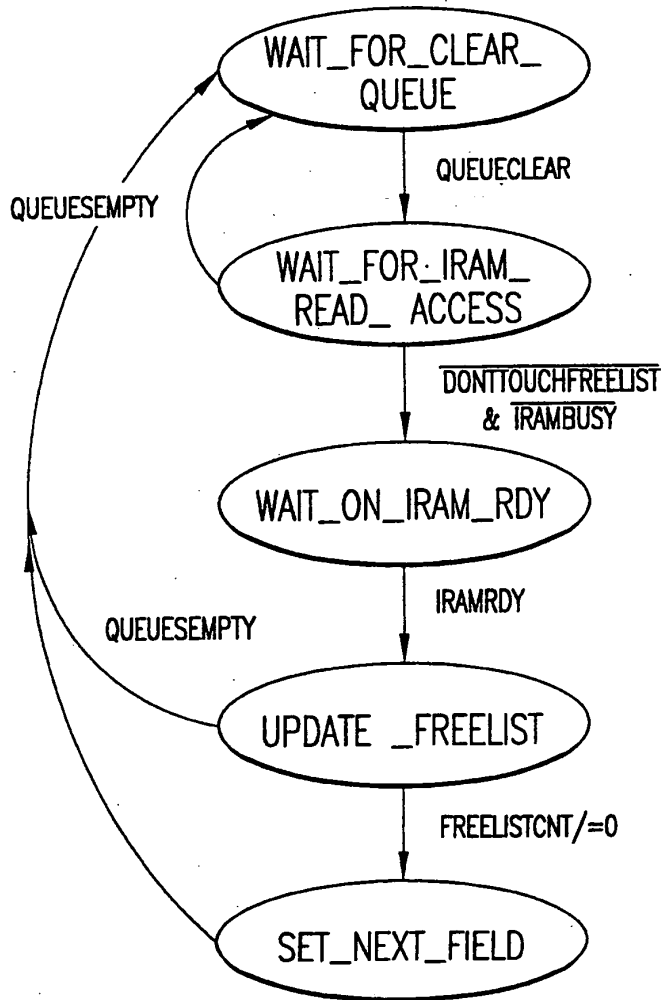 WAIT_FOR_CLEAR_
QUEUE
QUEUECLEAR
QUEUESEMPTY
WAIT_FOR_IRAM_
READ_ ACCESS
DONTTOUCHFREELIST
& IRAMBUSY
WAIT_ON_IRAM_RDY
IRAMRDY
QUEUESEMPTY
UPDATE _FREELIST
FREELISTCNT/=0
SET_NEXT_FIELD